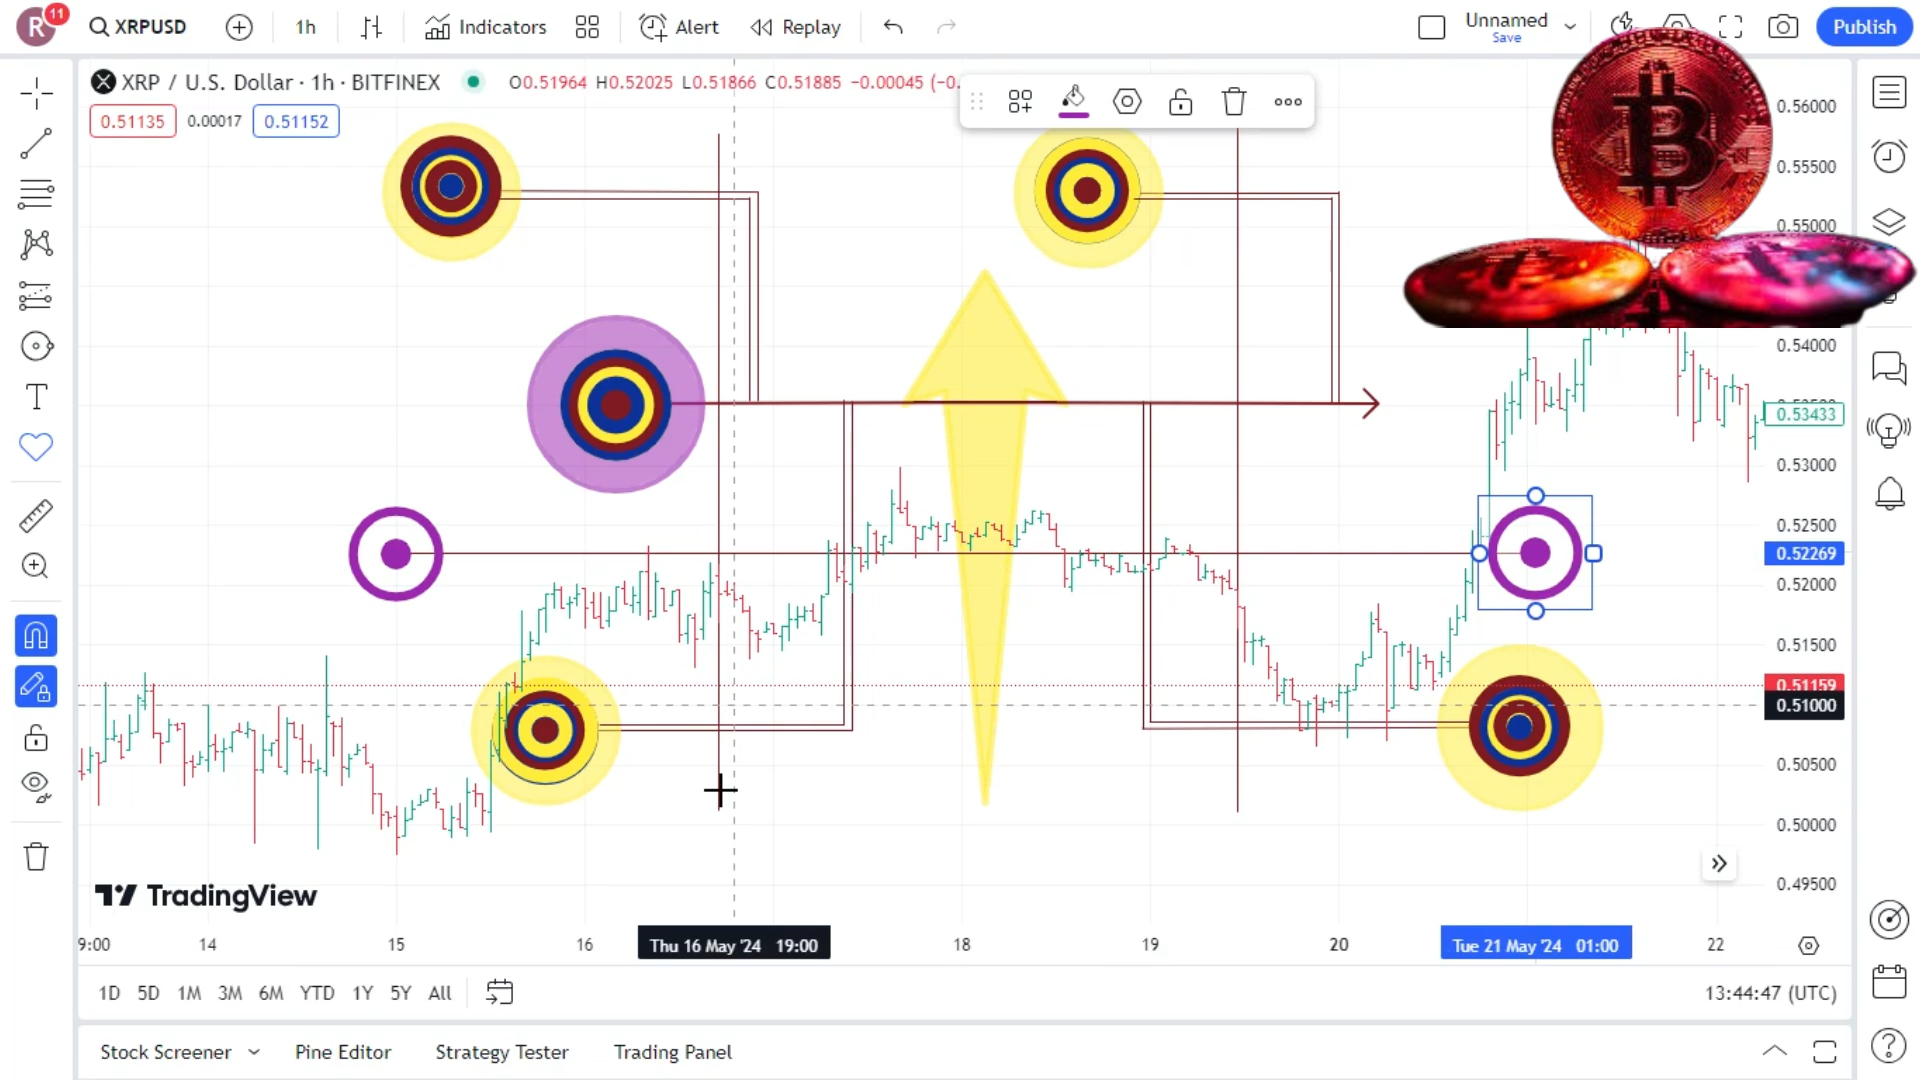 R 11 XRPUSD 1h Indicators Alert Replay Unnamed Publish
Save
XRP / U.S. Dollar · 1h · BITFINEX O0.51964 H0.52025 L0.51866 C0.51885 −0.00045 (−0.
0.51135 0.00017 0.51152
0.56000
0.55500
0.55000
0.54000
0.53433
0.53000
0.52500
0.52269
0.52000
0.51500
0.51159
0.51000
0.50500
0.50000
0.49500
TradingView
9:00 14 15 16 Thu 16 May '24 19:00 18 19 20 Tue 21 May '24 01:00 22
1D 5D 1M 3M 6M YTD 1Y 5Y All 13:44:47 (UTC)
Stock Screener Pine Editor Strategy Tester Trading Panel